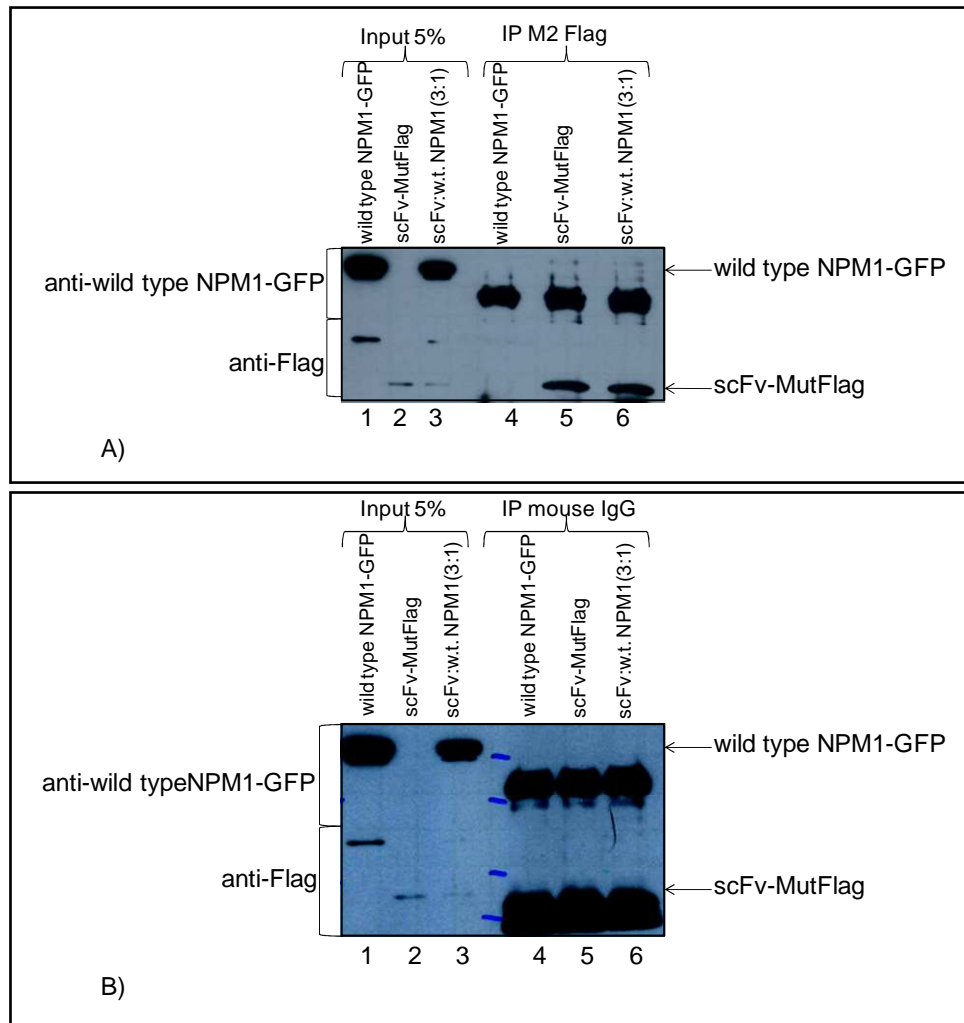 Input 5%
IP M2 Flag
wild type NPM1-GFP
scFv-MutFlag
scFv:w.t. NPM1(3:1)
wild type NPM1-GFP
scFv-MutFlag
scFv:w.t. NPM1(3:1)
anti-wild type NPM1-GFP
wild type NPM1-GFP
anti-Flag
scFv-MutFlag
1 2 3 4 5 6
A)
Input 5%
IP mouse IgG
wild type NPM1-GFP
scFv-MutFlag
scFv:w.t. NPM1(3:1)
wild type NPM1-GFP
scFv-MutFlag
scFv:w.t. NPM1(3:1)
wild type NPM1-GFP
anti-wild typeNPM1-GFP
anti-Flag
scFv-MutFlag
1 2 3 4 5 6
B)